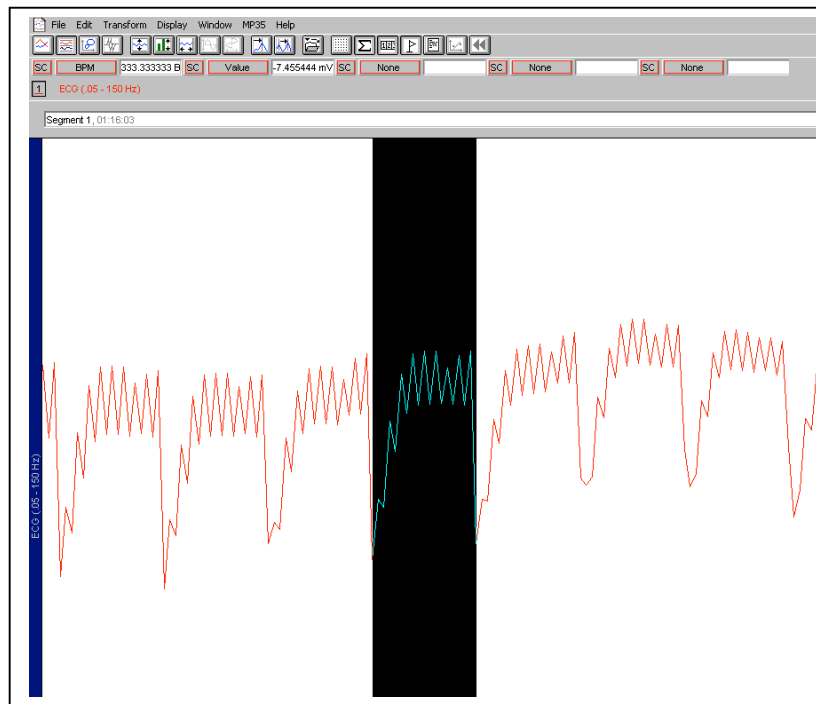 File Edit Transform Display Window MP35 Help
SC BPM 333.333333 B SC Value -7.455444 mV SC None SC None SC None
1 ECG (.05 - 150 Hz)
Segment 1, 01:16:03
ECG (.05 - 150 Hz)